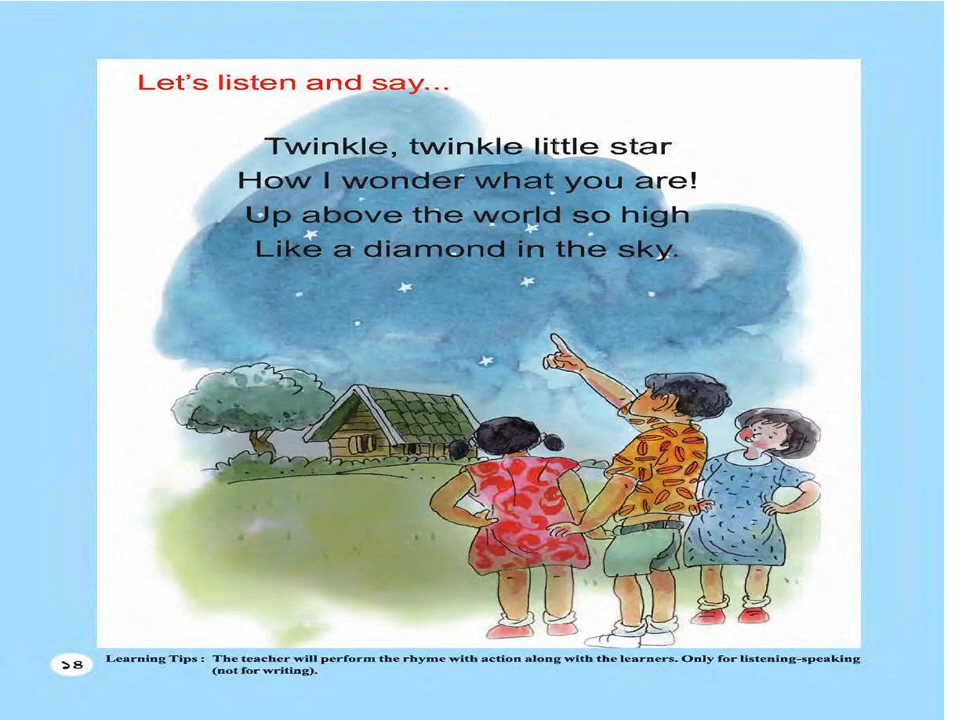 Let's listen and say...
Twinkle, twinkle little star
How I wonder what you are!
Up above the world so high
Like a diamond in the sky.
১৪
Learning Tips : The teacher will perform the rhyme with action along with the learners. Only for listening-speaking
(not for writing).